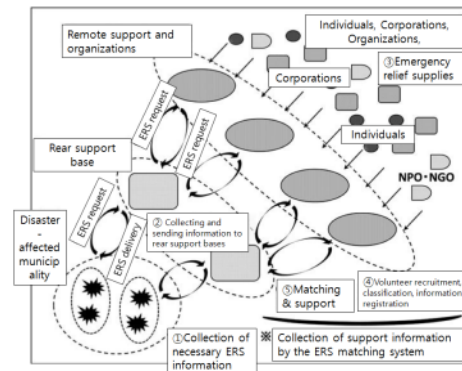 Remote support and
organizations
Individuals, Corporations,
Organizations,
③Emergency
relief supplies
Corporations
Individuals
NPO・NGO
ERS request
ERS request
Rear support
base
ERS request
ERS delivery
Disaster
-
affected
municip
ality
② Collecting and
sending information to
rear support bases
⑤Matching
& support
④Volunteer recruitment,
classification, information
registration
①Collection of
necessary ERS
information
※ Collection of support information
by the ERS matching system